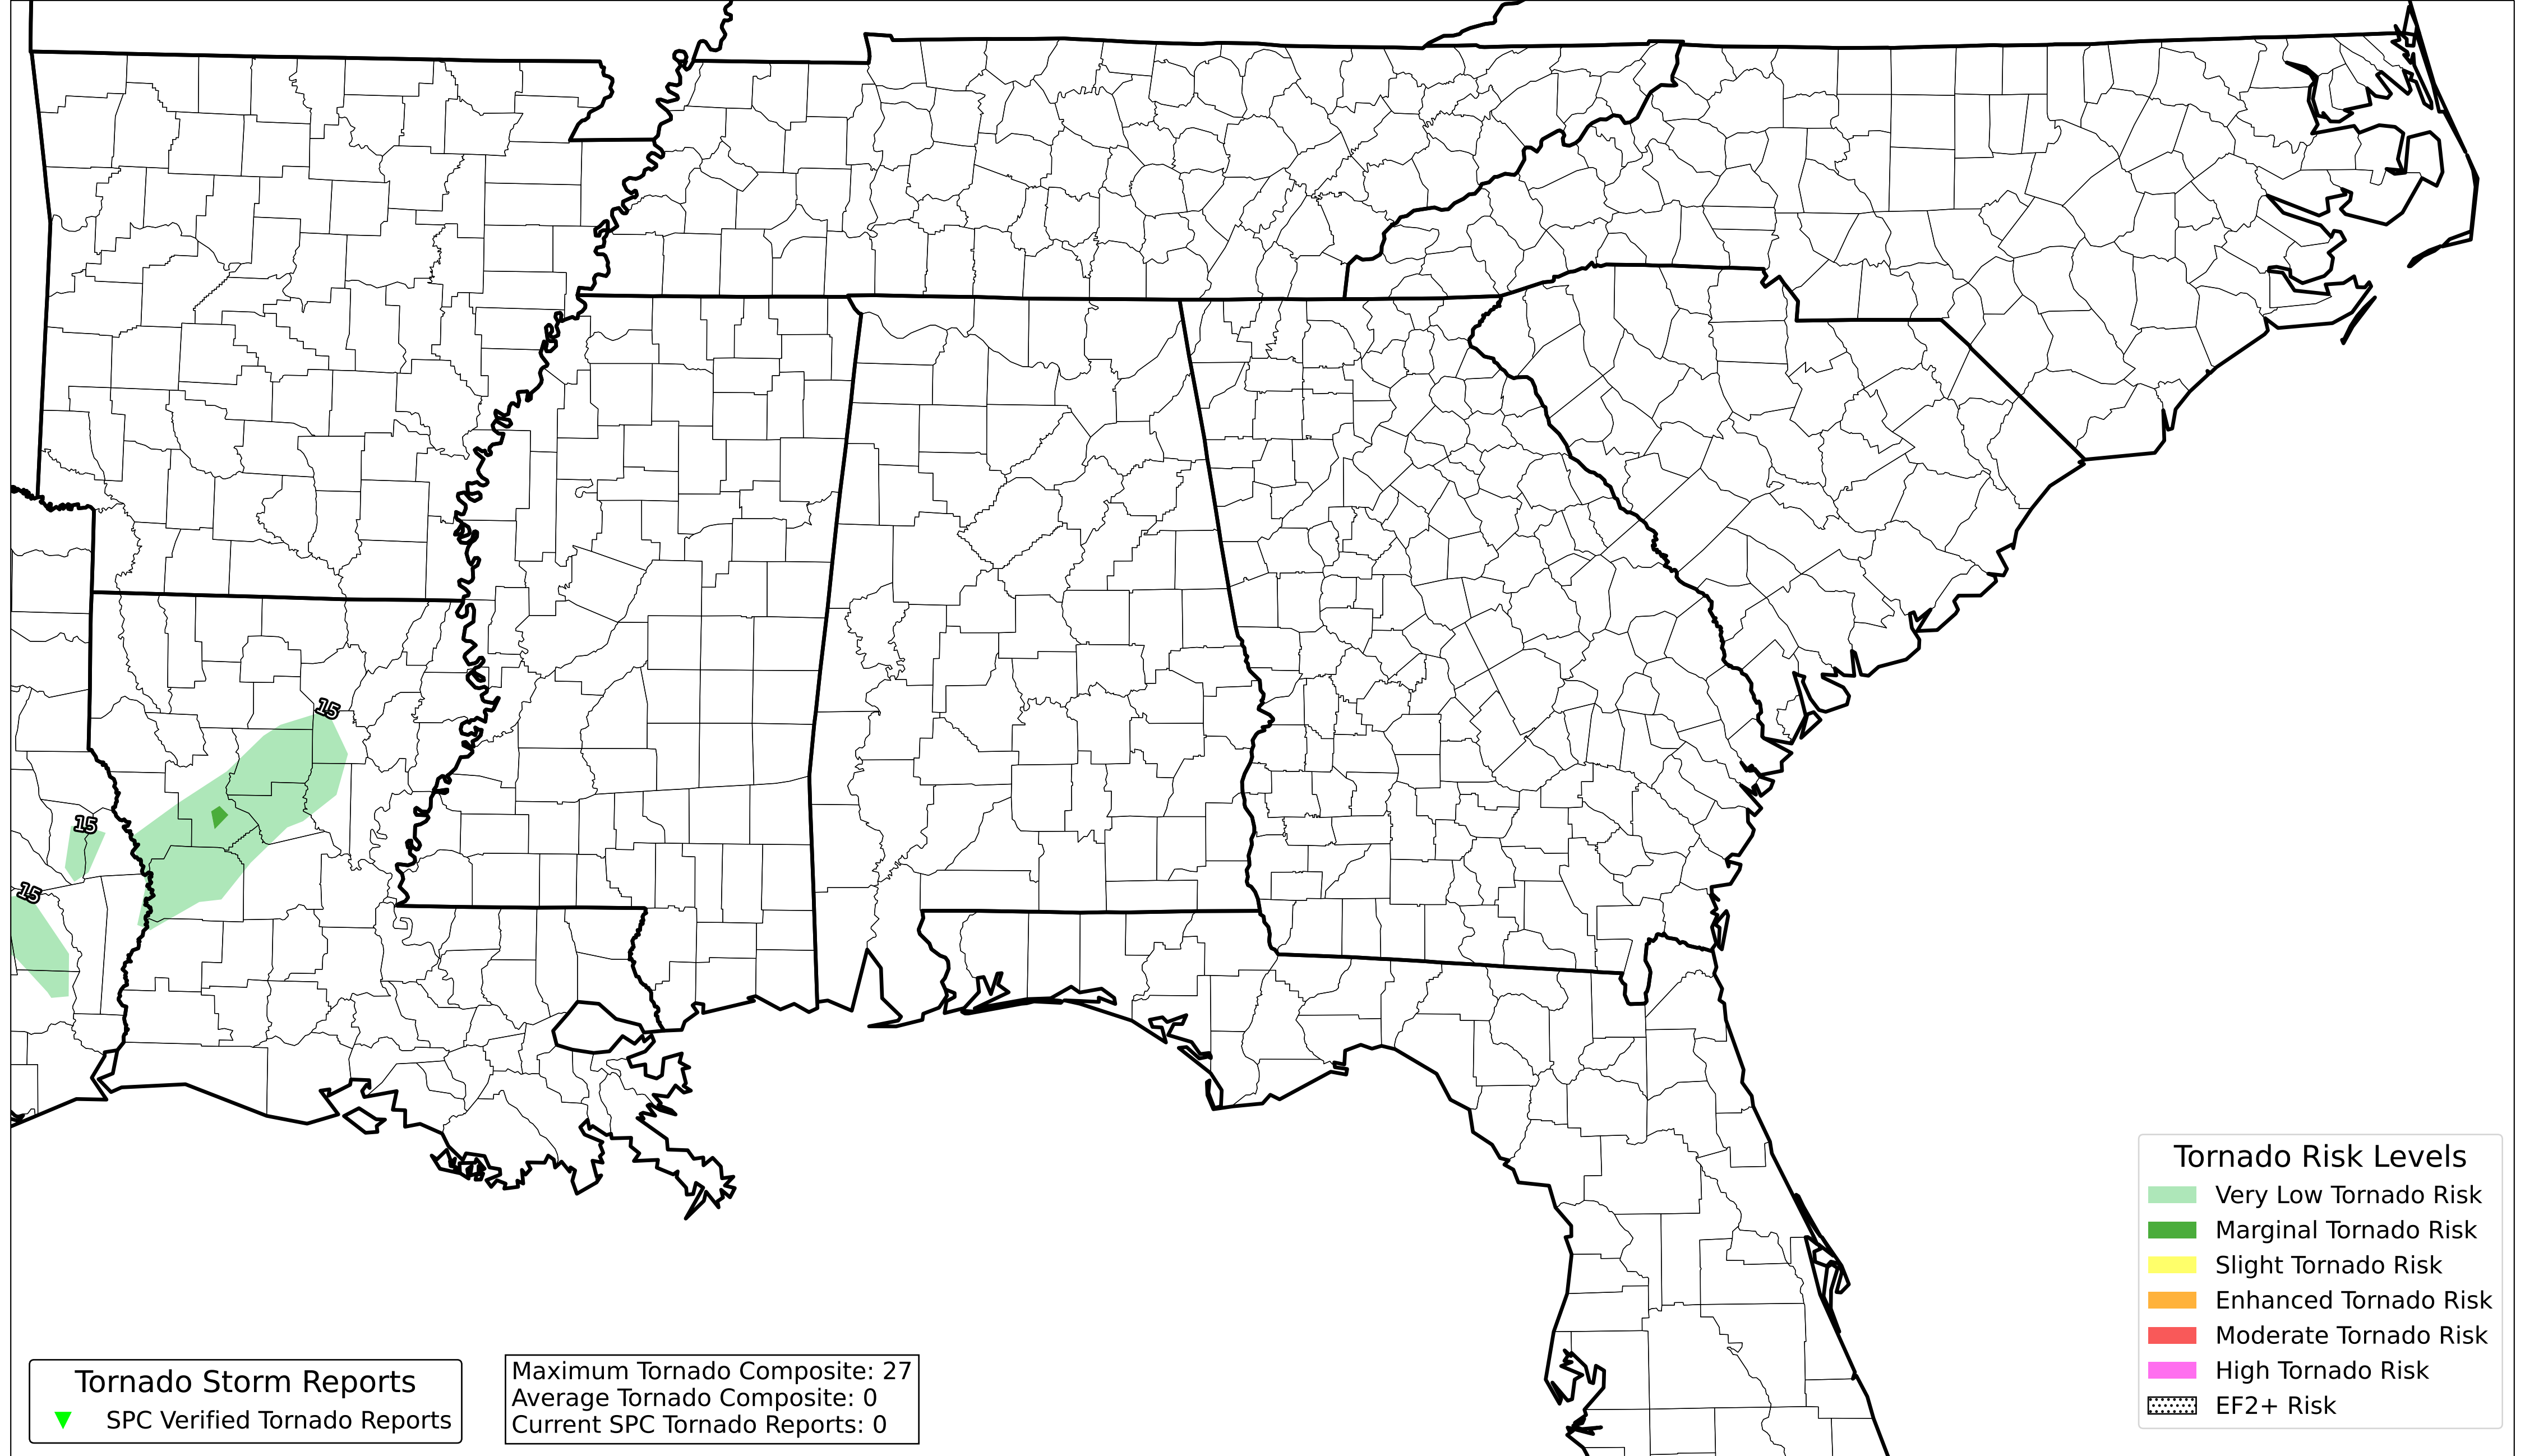 15
15
15
Tornado Storm Reports
SPC Verified Tornado Reports
Maximum Tornado Composite: 27
Average Tornado Composite: 0
Current SPC Tornado Reports: 0
Tornado Risk Levels
Very Low Tornado Risk
Marginal Tornado Risk
Slight Tornado Risk
Enhanced Tornado Risk
Moderate Tornado Risk
High Tornado Risk
EF2+ Risk